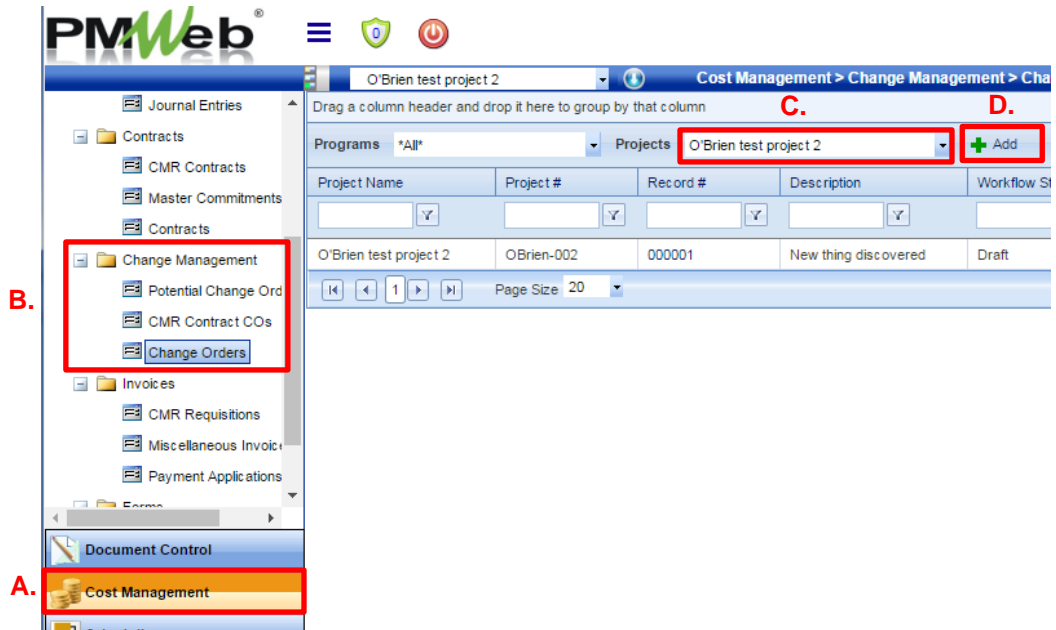 PMWeb®
0
O'Brien test project 2
Cost Management > Change Management > Cha
Journal Entries
Contracts
CMR Contracts
Master Commitments
Contracts
B.
Change Management
Potential Change Ord
CMR Contract COs
Change Orders
Invoices
CMR Requisitions
Miscellaneous Invoic
Payment Applications
Forms
Document Control
A.
Cost Management
Drag a column header and drop it here to group by that column
C.
D.
Programs *All* Projects O'Brien test project 2 Add
Project Name Project # Record # Description Workflow St
O'Brien test project 2 OBrien-002 000001 New thing discovered Draft
1 Page Size 20